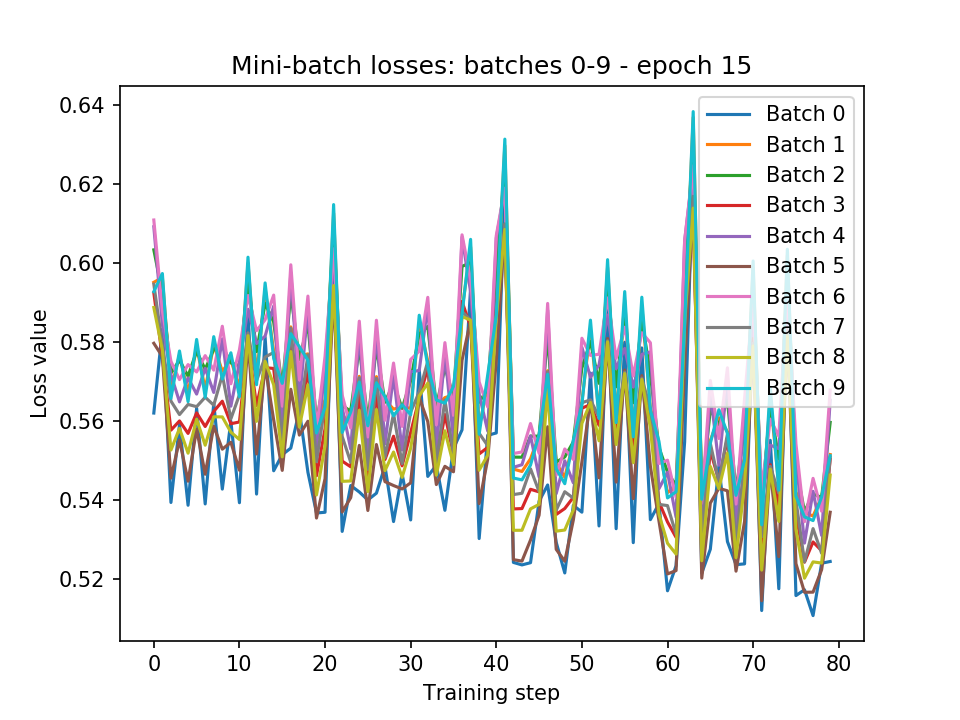 Mini-batch losses: batches 0-9 - epoch 15
0.64
0.62
0.60
0.58
0.56
0.54
0.52
Loss value
0
10
20
30
40
50
60
70
80
Training step
Batch 0
Batch 1
Batch 2
Batch 3
Batch 4
Batch 5
Batch 6
Batch 7
Batch 8
Batch 9